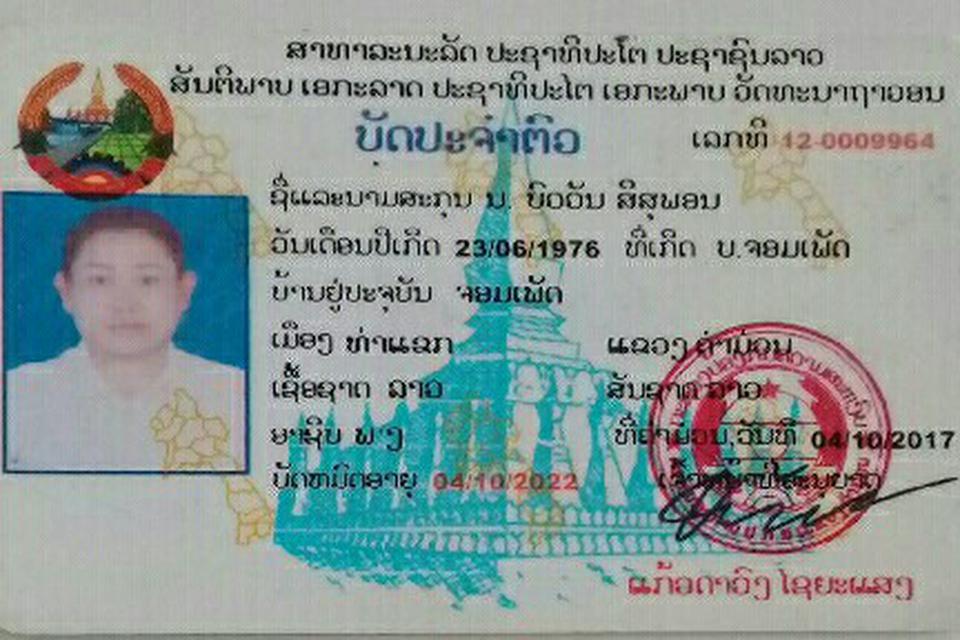 ສາທາລະນະລັດ ປະຊາທິປະໄຕ ປະຊາຊົນລາວ
ສັນຕິພາບ ເອກະລາດ ປະຊາທິປະໄຕ ເອກະພາບ ວັດທະນາຖາວອນ
ບັດປະຈຳຕົວ ເລກທີ 12-0009964
ຊື່ແລະນາມສະກຸນ ນ. ບົວວັນ ສີສຸພອນ
ວັນເດືອນປີເກີດ 23/06/1976 ທີ່ເກີດ ບ.ຈອມເພັດ
ບ້ານຢູ່ປະຈຸບັນ ຈອມເພັດ
ເມືອງ ທ່າແຂກ ແຂວງ ຄຳມ່ວນ
ເຊື້ອຊາດ ລາວ ສັນຊາດ ລາວ
ອາຊີບ ພ/ງ ທີ່ຄຳມ່ວນ,ວັນທີ 04/10/2017
ບັດຫມົດອາຍຸ 04/10/2022
ແກ້ວດາວົງ ໄຊຍະແສງ